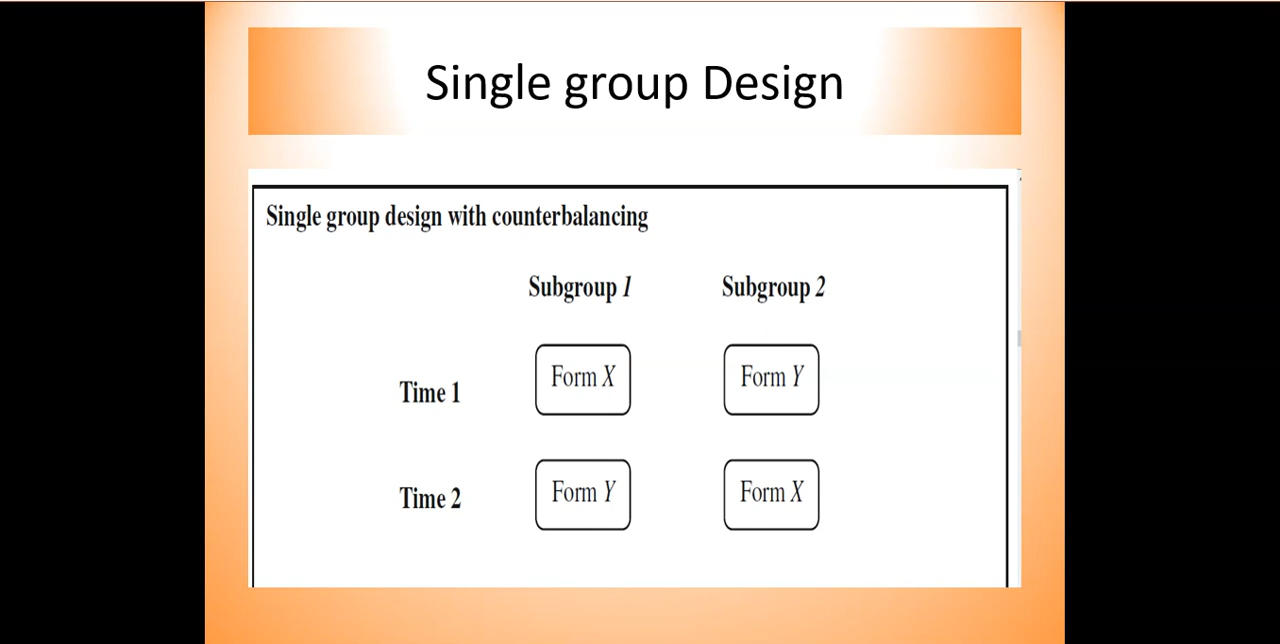 Single group Design
Single group design with counterbalancing
Subgroup 1 Subgroup 2
Form X Form Y
Time 1
Form Y Form X
Time 2